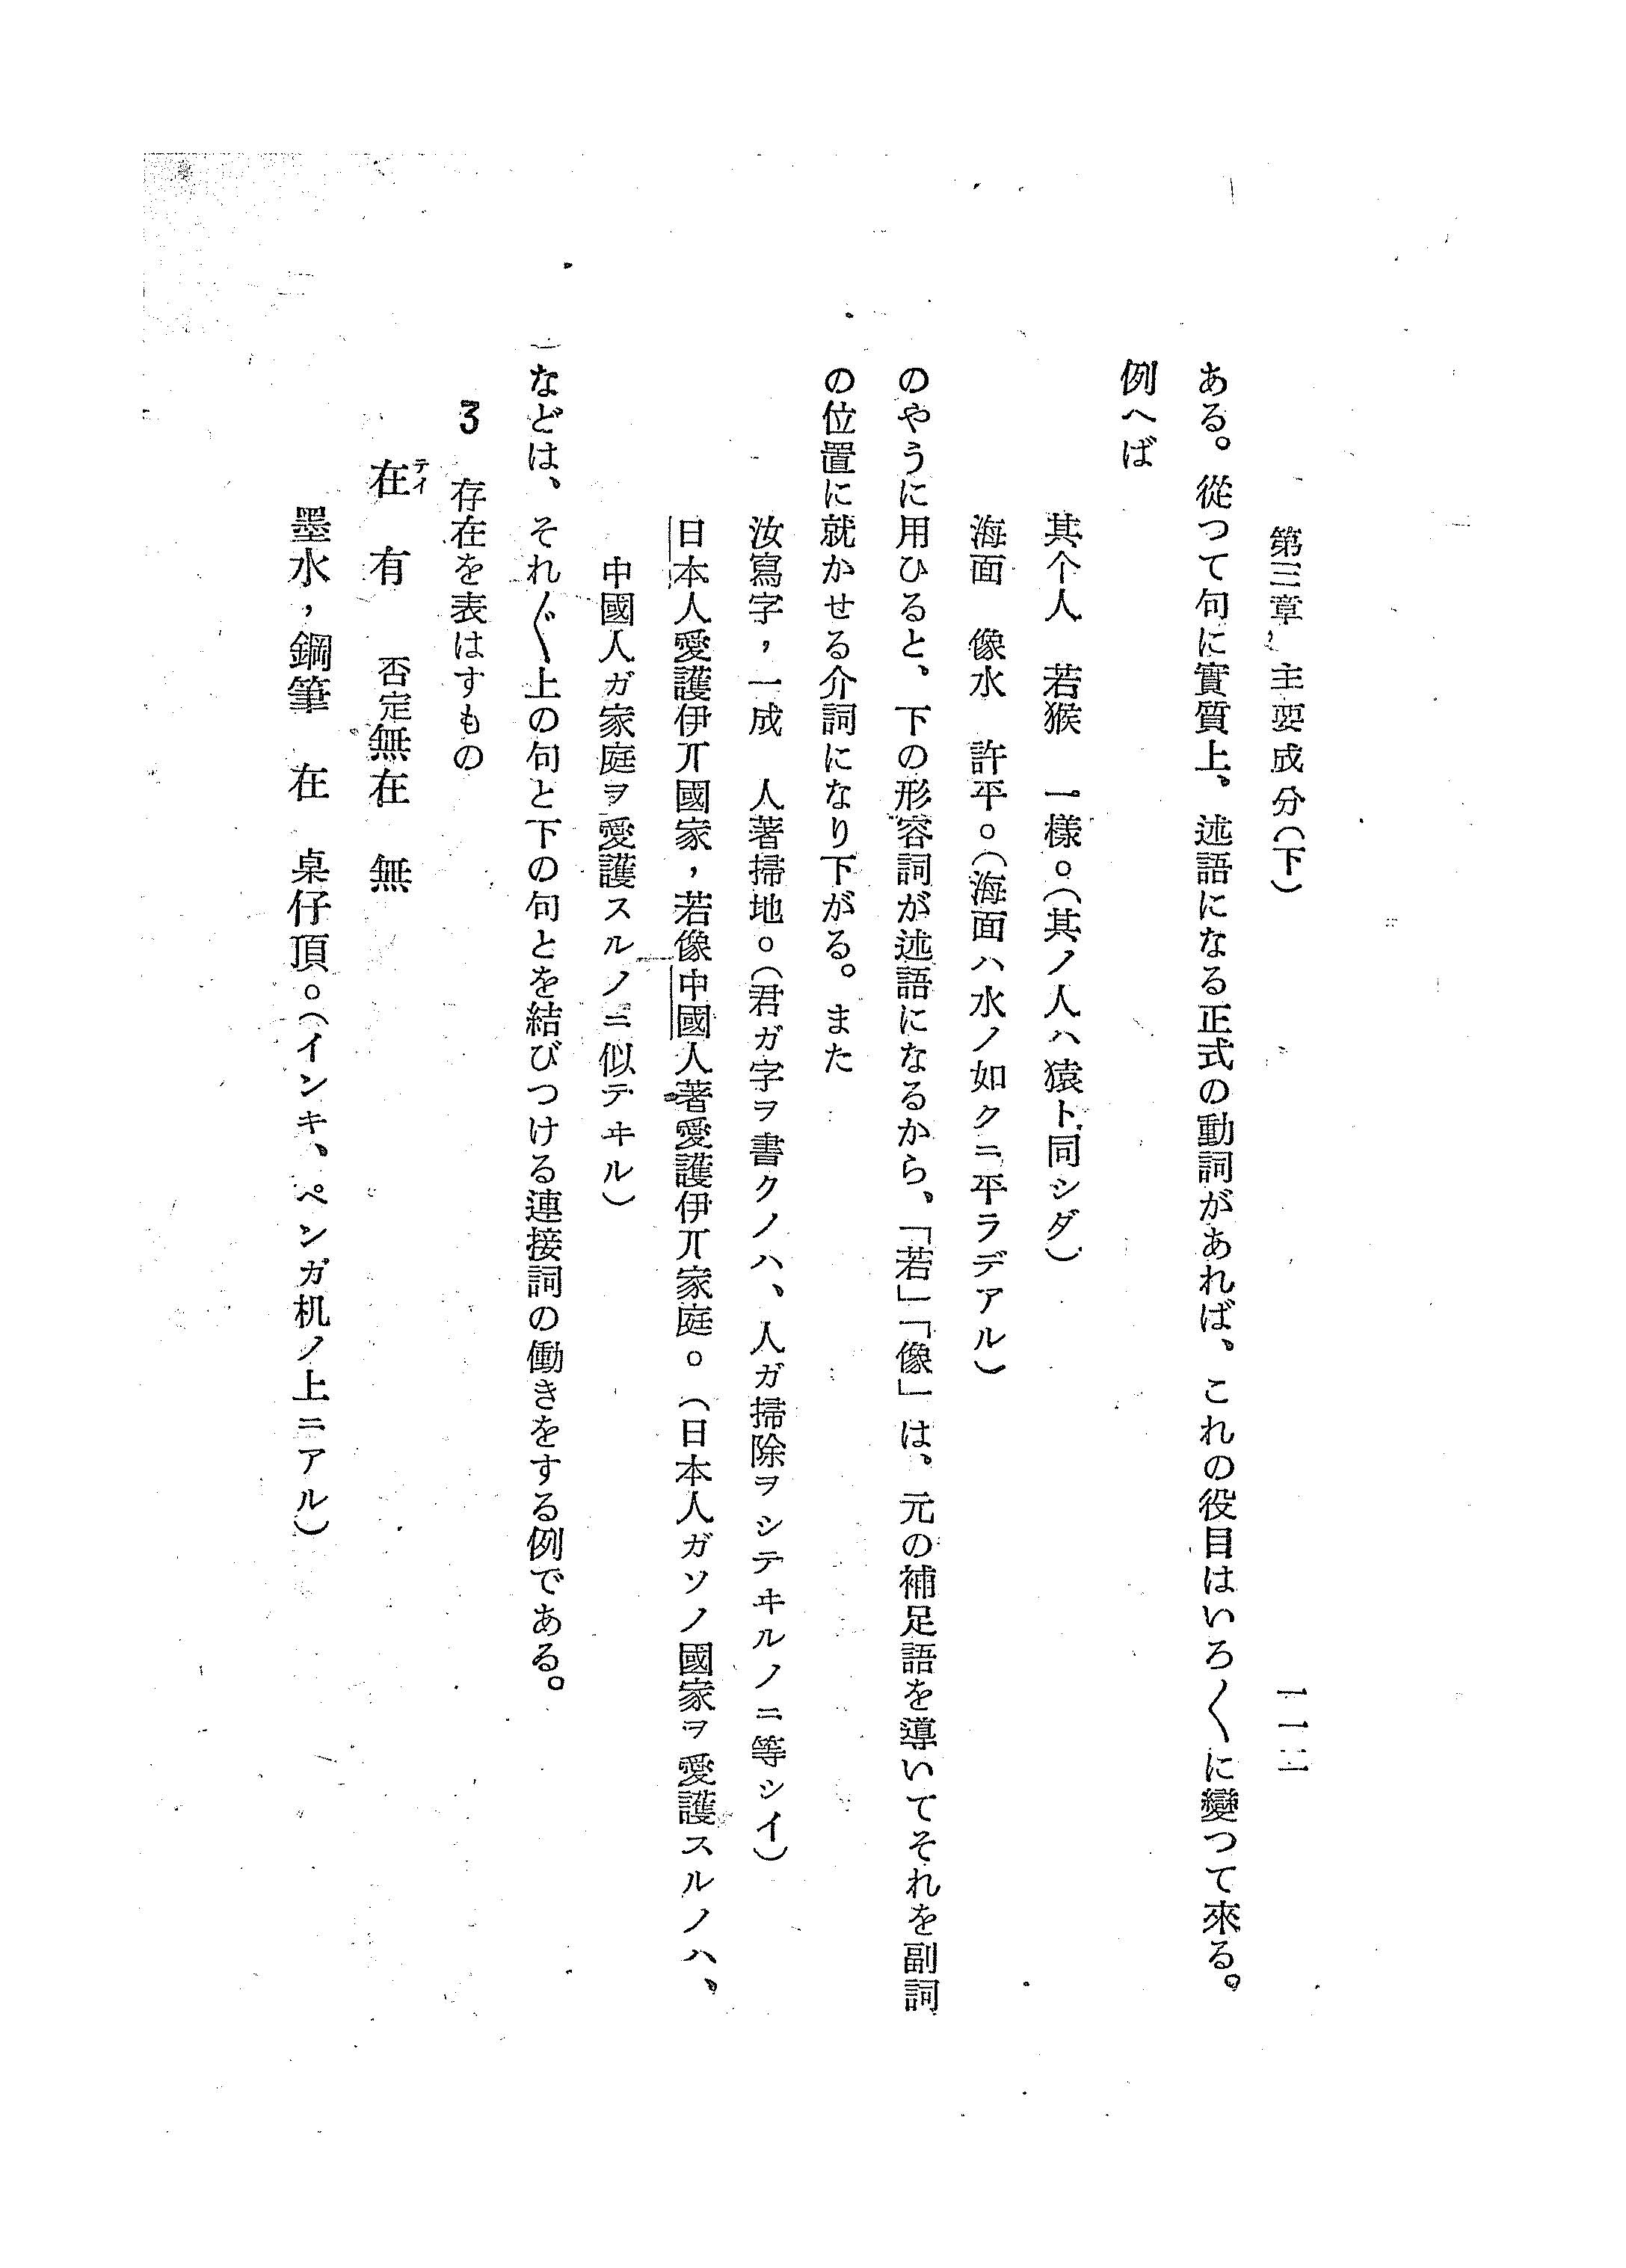 第三章　主要成分（下）
一一二
ある。從つて句に實質上、述語になる正式の動詞があれば、これの役目はいろ〱に變つて來る。
例へば
其个人　若猴　一樣。（其ノ人ハ猿ト同シダ）
海面　像水　許平。（海面ハ水ノ如クニ平ラデアル）
のやうに用ひると、下の形容詞が述語になるから、「若」「像」は、元の補足語を導いてそれを副詞
の位置に就かせる介詞になり下がる。また
汝寫字，一成　人著掃地。（君ガ字ヲ書クノハ、人ガ掃除ヲシテヰルノニ等シイ）
日本人愛護伊丌國家，若像中國人著愛護伊丌家庭。（日本人ガソノ國家ヲ愛護スルノハ、
中國人ガ家庭ヲ愛護スルノニ似テヰル）
などは、それ〲上の句と下の句とを結びつける連接詞の働きをする例である。
3　存在を表はすもの
在テイ　有　否定無在　無
墨水，鋼筆　在　桌仔頂。（インキ、ペンガ机ノ上ニアル）